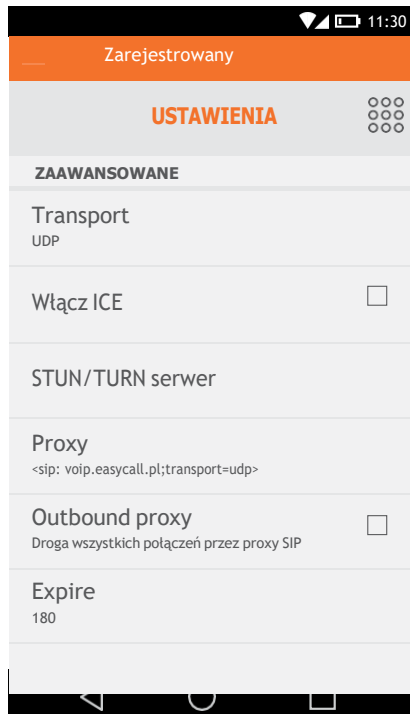 11:30
Zarejestrowany
USTAWIENIA
ZAAWANSOWANE
Transport
UDP
Włącz ICE
STUN/TURN serwer
Proxy
<sip: voip.easycall.pl;transport=udp>
Outbound proxy
Droga wszystkich połączeń przez proxy SIP
Expire
180